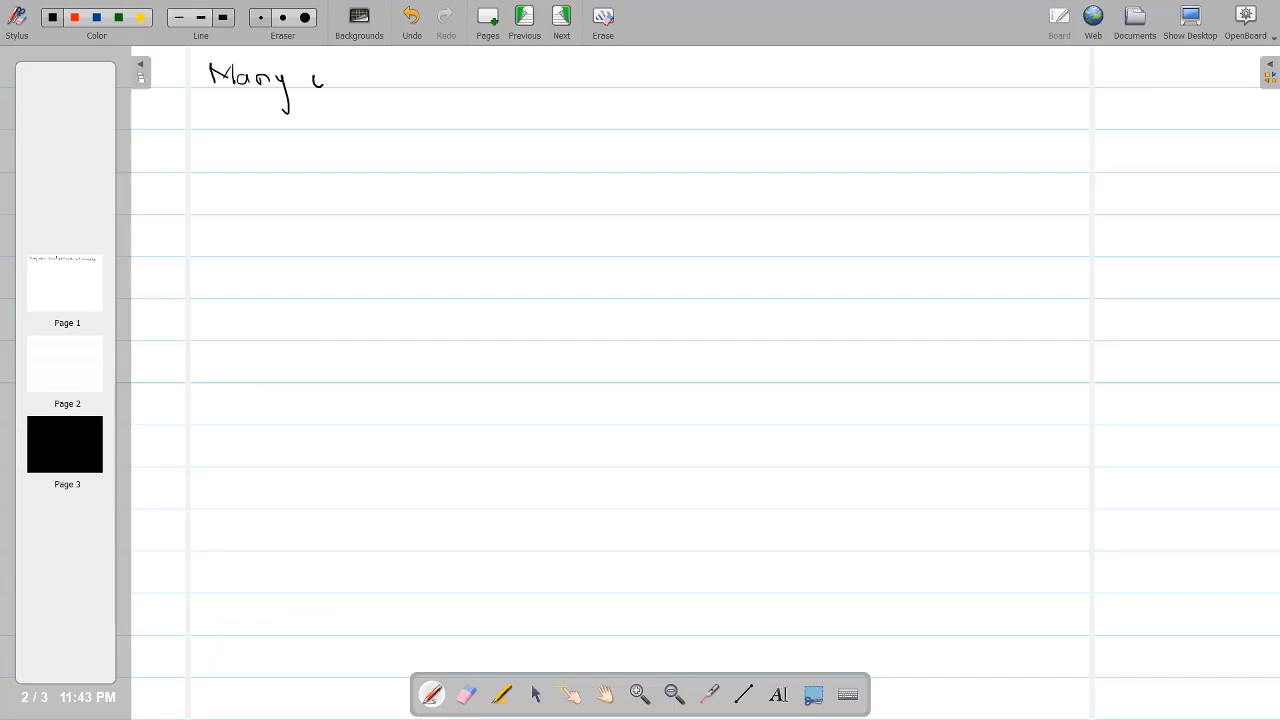 Stylus
Color
Line
Eraser
Backgrounds
Undo
Redo
Pages
Previous
Next
Erase
Board
Web
Documents
Show Desktop
OpenBoard
Many
Page 1
Page 2
Page 3
2 / 3 11:43 PM
AI